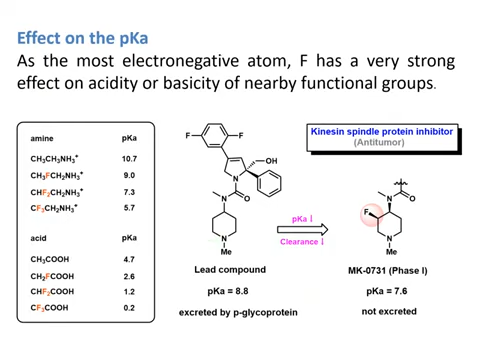 Effect on the pKa
As the most electronegative atom, F has a very strong
effect on acidity or basicity of nearby functional groups.
amine pKa
CH₃CH₂NH₃⁺ 10.7
CH₃FCH₂NH₃⁺ 9.0
CHF₂CH₂NH₃⁺ 7.3
CF₃CH₂NH₃⁺ 5.7
acid pKa
CH₃COOH 4.7
CH₂FCOOH 2.6
CHF₂COOH 1.2
CF₃COOH 0.2
F
F
OH
N
N
O
N
Me
Lead compound
pKa = 8.8
excreted by p-glycoprotein
pKa ↓
Clearance ↓
Kinesin spindle protein inhibitor
(Antitumor)
N
O
F
N
Me
MK-0731 (Phase I)
pKa = 7.6
not excreted